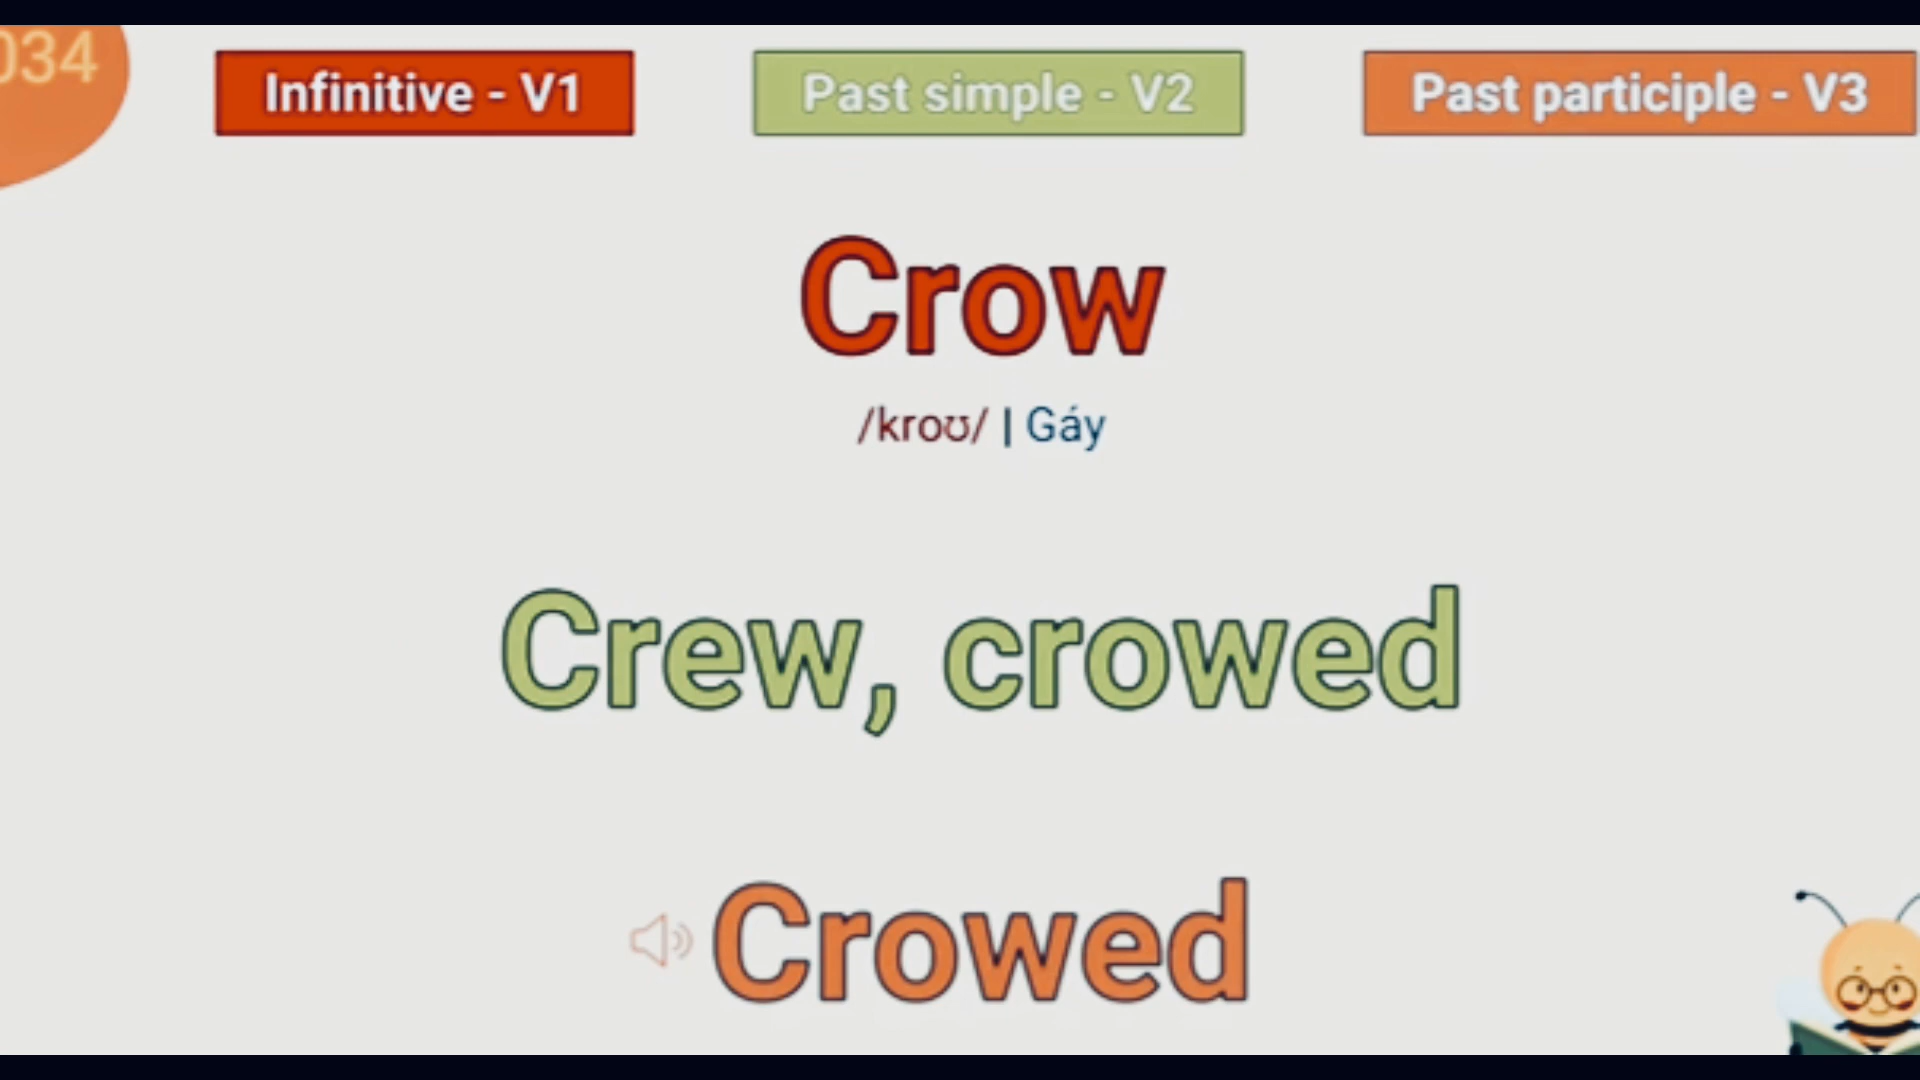 034
Infinitive - V1
Past simple - V2
Past participle - V3
Crow
/kroʊ/ | Gáy
Crew, crowed
Crowed